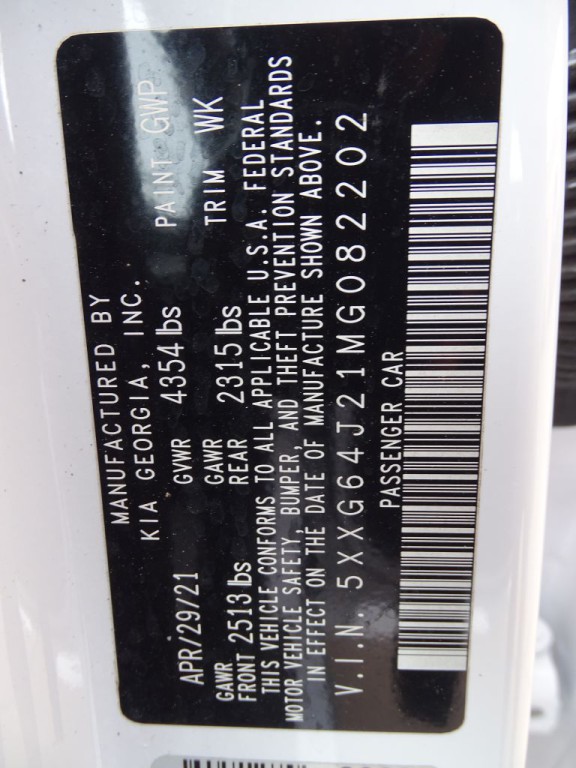 MANUFACTURED BY
KIA GEORGIA, INC.
APR/29/21 GVWR 4354 lbs PAINT GWP
GAWR GAWR
FRONT 2513 lbs REAR 2315 lbs TRIM WK
THIS VEHICLE CONFORMS TO ALL APPLICABLE U.S.A. FEDERAL
MOTOR VEHICLE SAFETY, BUMPER, AND THEFT PREVENTION STANDARDS
IN EFFECT ON THE DATE OF MANUFACTURE SHOWN ABOVE.
V.I.N. 5XXG64J21MG082202
PASSENGER CAR